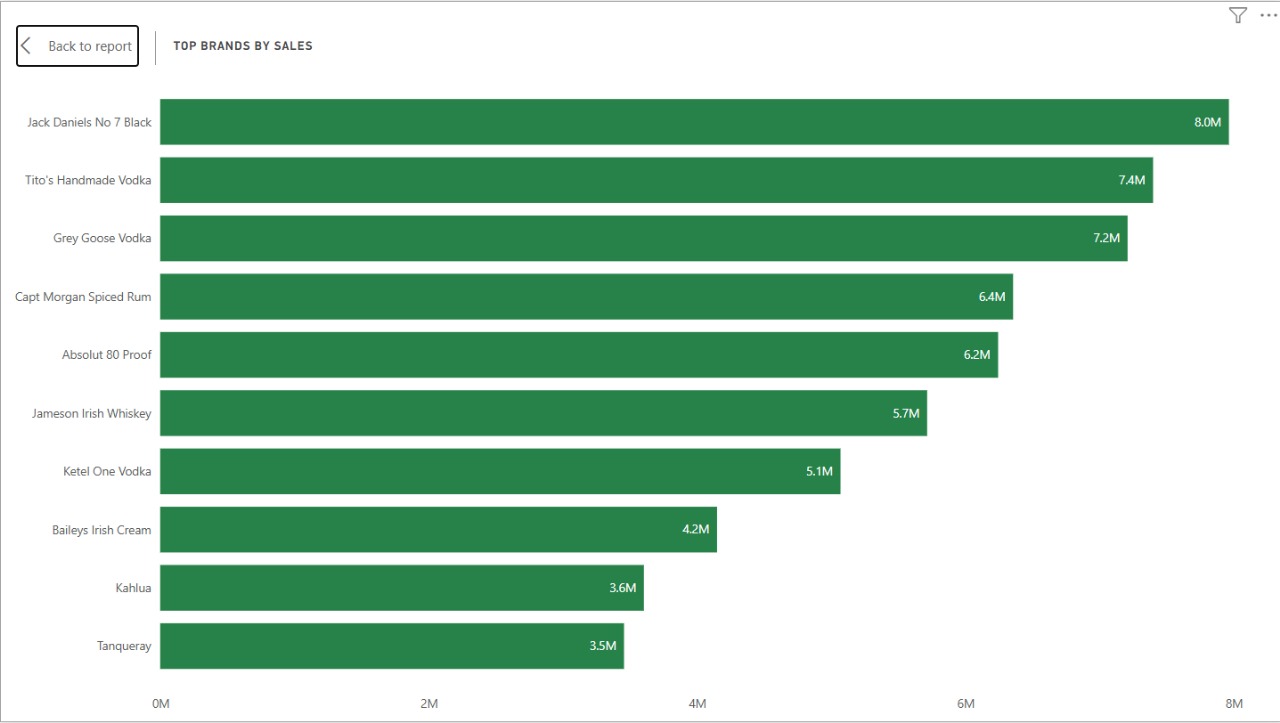 Back to report
TOP BRANDS BY SALES
Jack Daniels No 7 Black 8.0M
Tito's Handmade Vodka 7.4M
Grey Goose Vodka 7.2M
Capt Morgan Spiced Rum 6.4M
Absolut 80 Proof 6.2M
Jameson Irish Whiskey 5.7M
Ketel One Vodka 5.1M
Baileys Irish Cream 4.2M
Kahlua 3.6M
Tanqueray 3.5M
0M 2M 4M 6M 8M